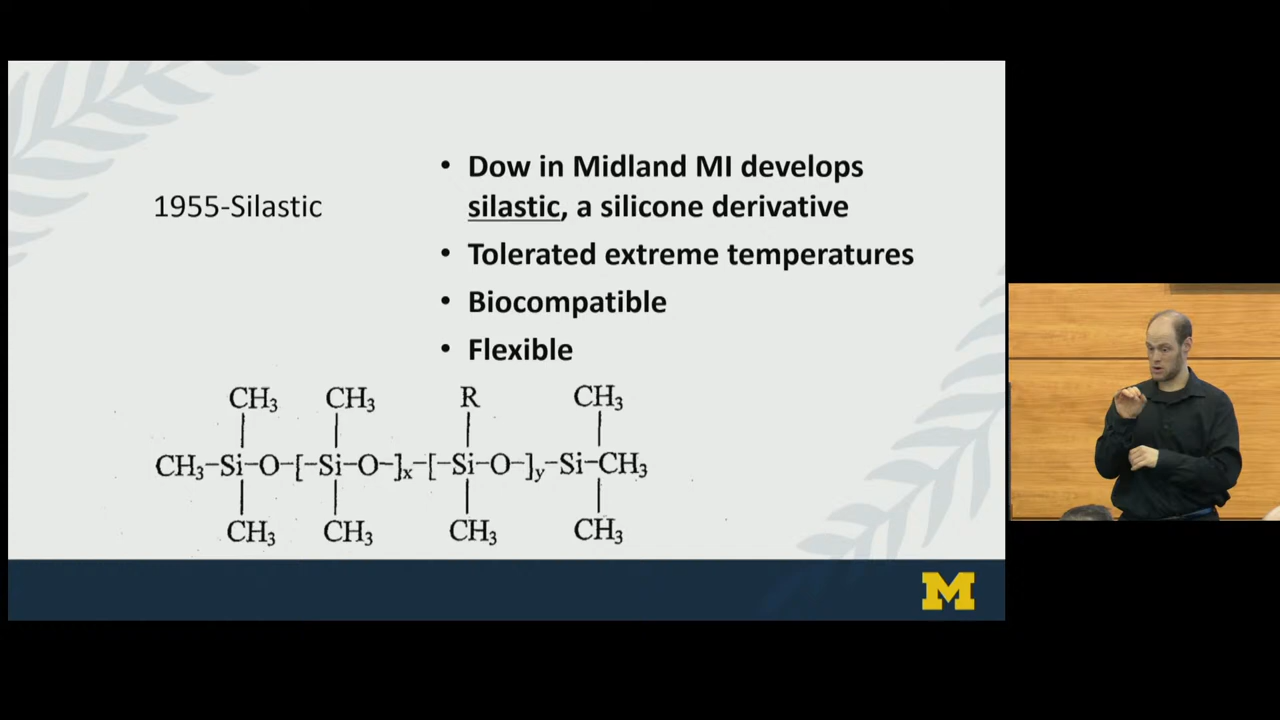 1955-Silastic
• Dow in Midland MI develops
silastic, a silicone derivative
• Tolerated extreme temperatures
• Biocompatible
• Flexible
CH₃ CH₃ R CH₃
CH₃-Si-O-[-Si-O-]ₓ-[-Si-O-]y-Si-CH₃
CH₃ CH₃ CH₃ CH₃
M